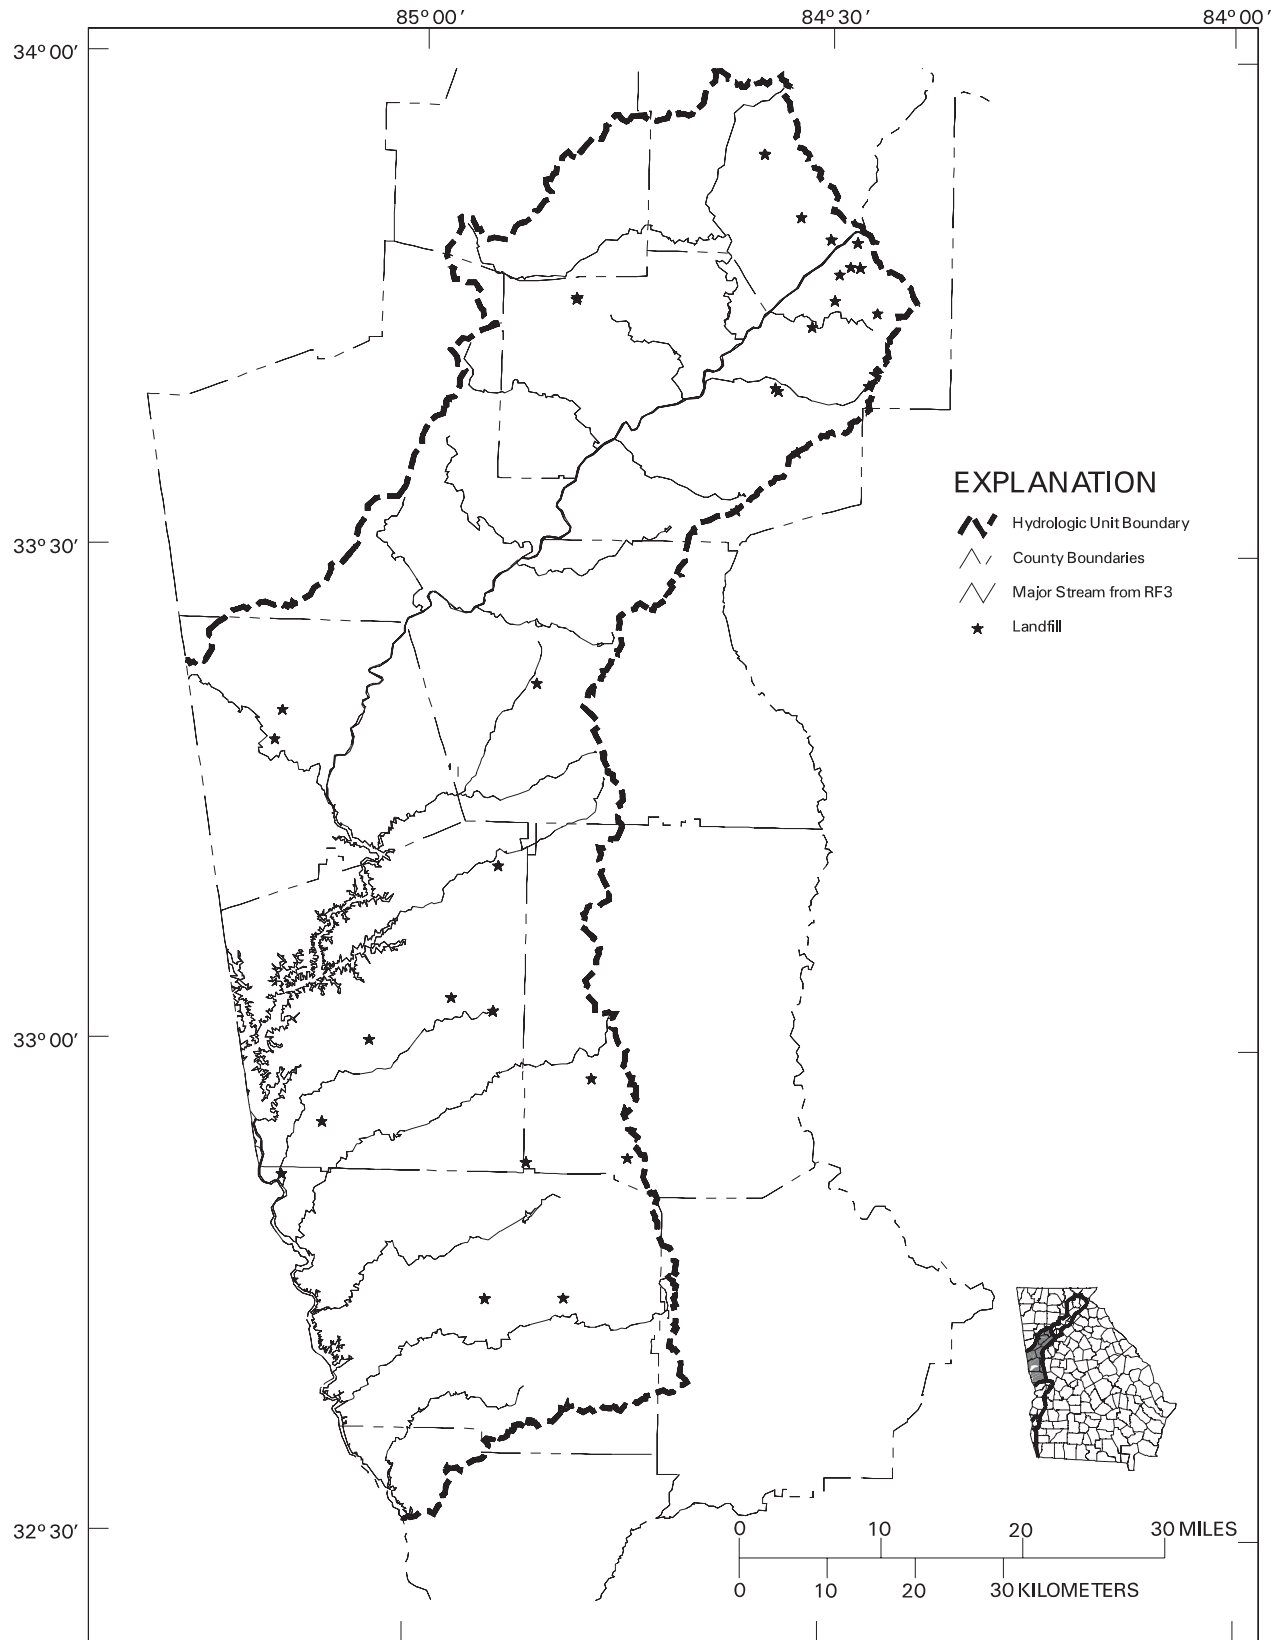 85° 00′ 84° 30′ 84° 00′
34° 00′
EXPLANATION
Hydrologic Unit Boundary
County Boundaries
Major Stream from RF3
Landfill
33° 30′
33° 00′
32° 30′
0 10 20 30 MILES
0 10 20 30 KILOMETERS